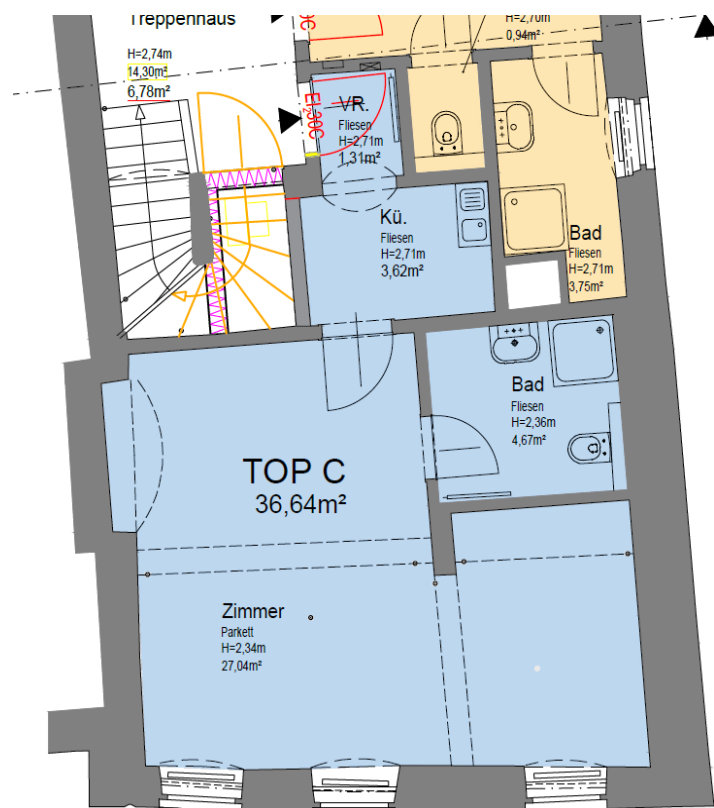 Treppenhaus
H=2,74m
14,30m²
6,78m²
H=2,70m
0,94m²
EI₂30C
VR.
Fliesen
H=2,71m
1,31m²
Kü.
Fliesen
H=2,71m
3,62m²
Bad
Fliesen
H=2,71m
3,75m²
Bad
Fliesen
H=2,36m
4,67m²
TOP C
36,64m²
Zimmer
Parkett
H=2,34m
27,04m²